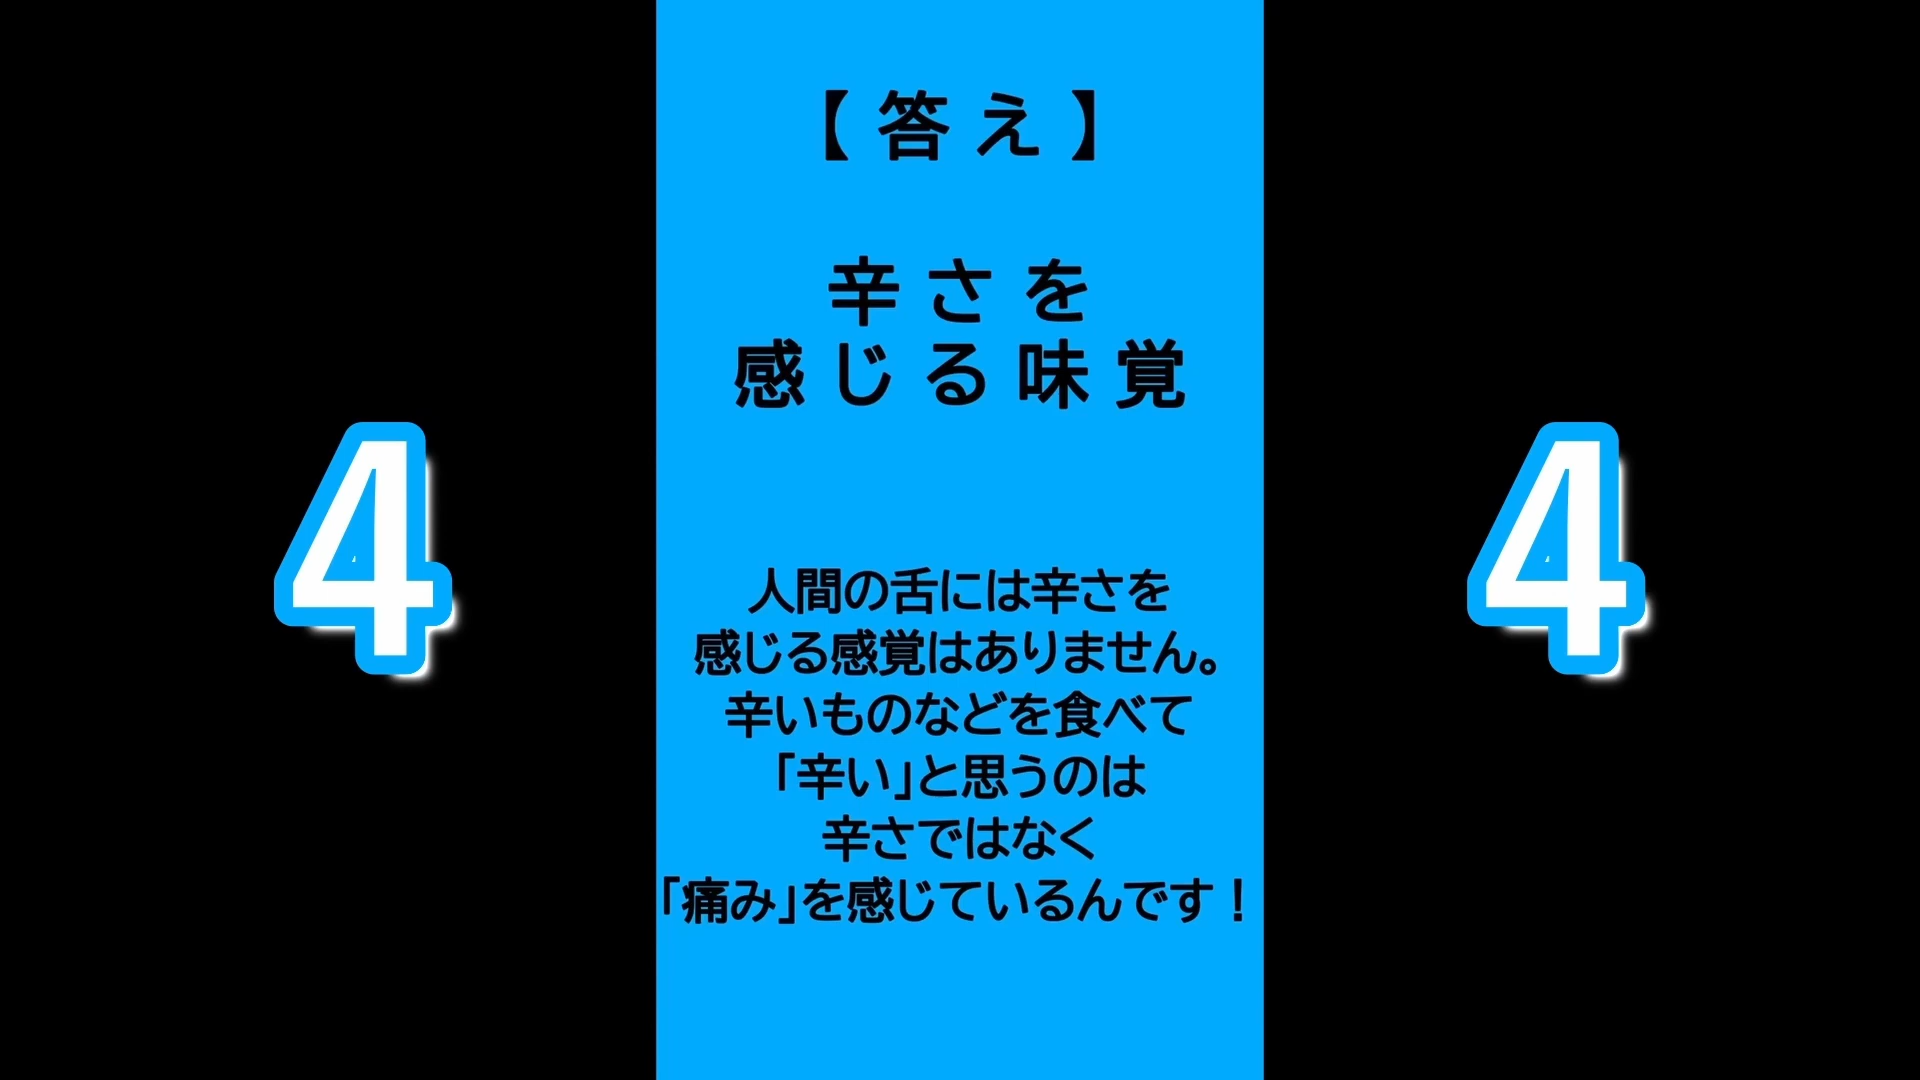 【答え】
辛さを
感じる味覚
4
4
人間の舌には辛さを
感じる感覚はありません。
辛いものなどを食べて
「辛い」と思うのは
辛さではなく
「痛み」を感じているんです！